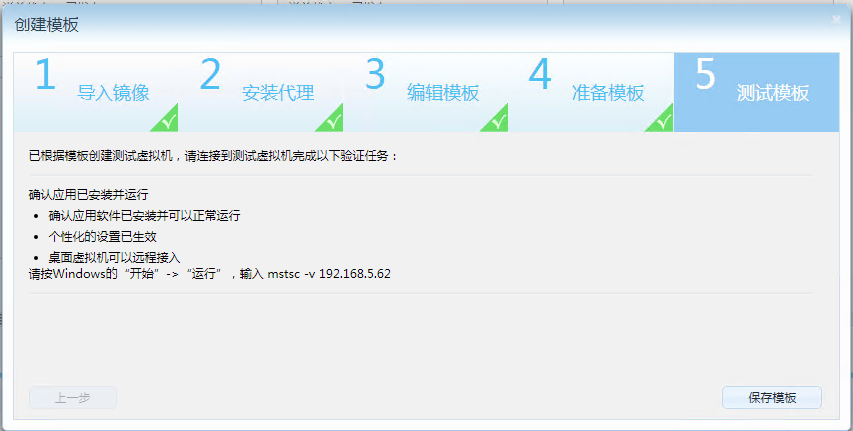 创建模板
1 导入镜像
2 安装代理
3 编辑模板
4 准备模板
5 测试模板
已根据模板创建测试虚拟机，请连接到测试虚拟机完成以下验证任务：
确认应用已安装并运行
• 确认应用软件已安装并可以正常运行
• 个性化的设置已生效
• 桌面虚拟机可以远程接入
请按Windows的“开始”->“运行”，输入 mstsc -v 192.168.5.62
上一步
保存模板